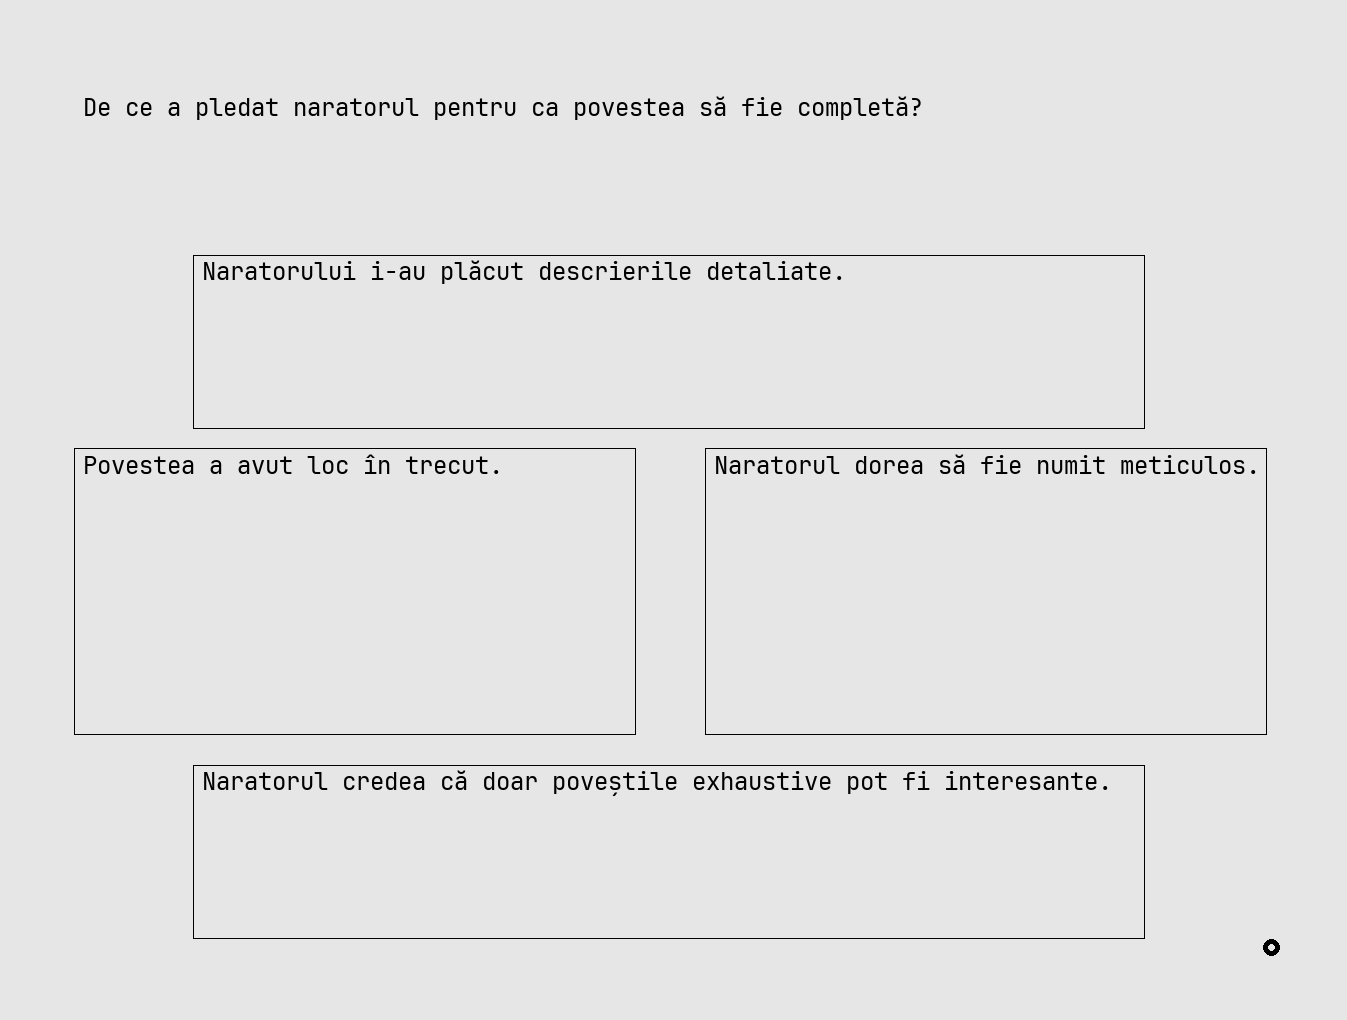 De ce a pledat naratorul pentru ca povestea să fie completă?
Naratorului i-au plăcut descrierile detaliate.
Povestea a avut loc în trecut.
Naratorul dorea să fie numit meticulos.
Naratorul credea că doar poveștile exhaustive pot fi interesante.